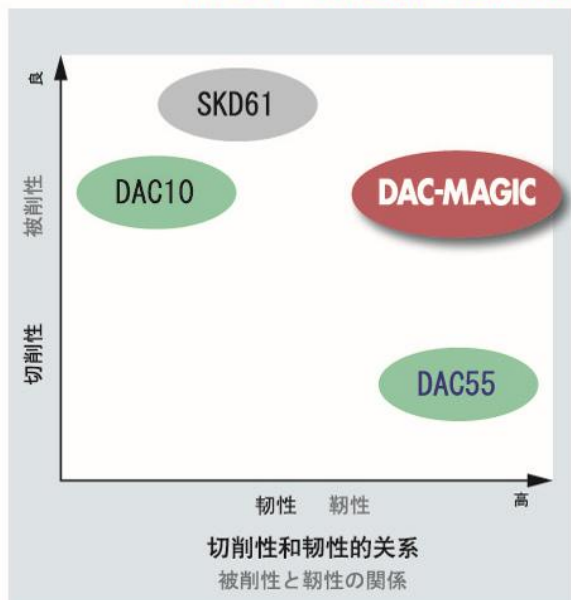 良
SKD61
DAC10
DAC-MAGIC
被削性
切削性
DAC55
高
韧性 靭性
切削性和韧性的关系
被削性と靭性の関係